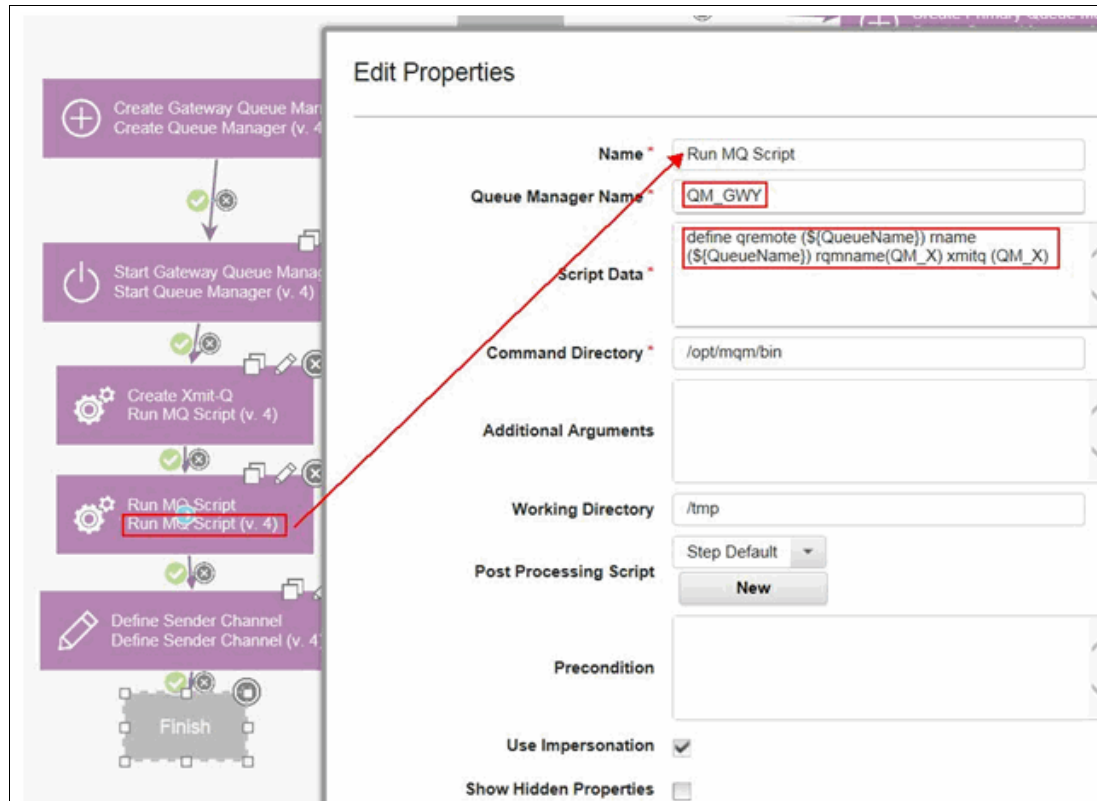 Create Gateway Queue Man
Create Queue Manager (v. 4
Start Gateway Queue Manag
Start Queue Manager (v. 4)
Create Xmit-Q
Run MQ Script (v. 4)
Run MQ Script
Run MQ Script (v. 4)
Define Sender Channel
Define Sender Channel (v. 4
Finish
Edit Properties
Name *
Run MQ Script
Queue Manager Name *
QM_GWY
Script Data *
define qremote (${QueueName}) rname
(${QueueName}) rqmname(QM_X) xmitq (QM_X)
Command Directory *
/opt/mqm/bin
Additional Arguments
Working Directory
/tmp
Post Processing Script
Step Default
New
Precondition
Use Impersonation
Show Hidden Properties